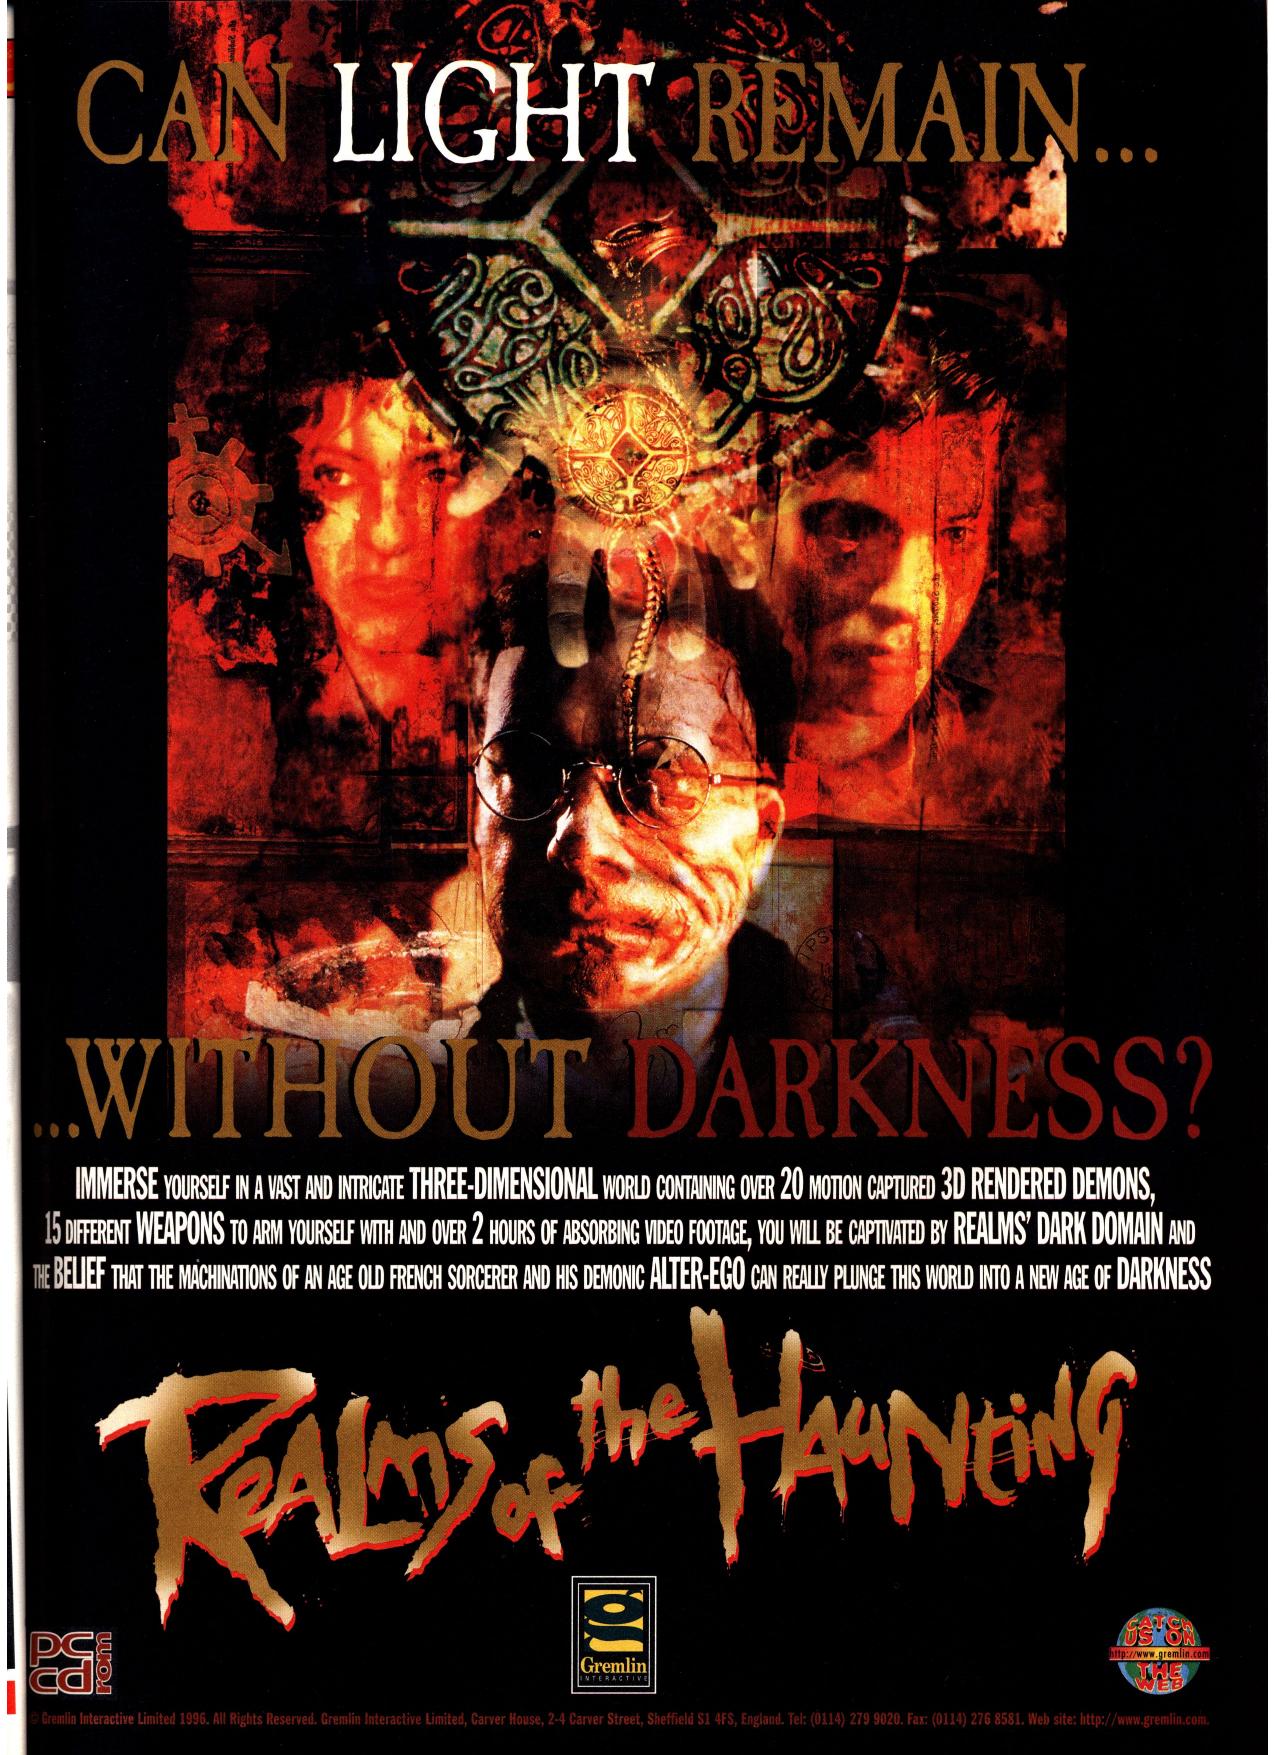 CAN LIGHT REMAIN...
...WITHOUT DARKNESS?
IMMERSE YOURSELF IN A VAST AND INTRICATE THREE-DIMENSIONAL WORLD CONTAINING OVER 20 MOTION CAPTURED 3D RENDERED DEMONS,
15 DIFFERENT WEAPONS TO ARM YOURSELF WITH AND OVER 2 HOURS OF ABSORBING VIDEO FOOTAGE, YOU WILL BE CAPTIVATED BY REALMS' DARK DOMAIN AND
THE BELIEF THAT THE MACHINATIONS OF AN AGE OLD FRENCH SORCERER AND HIS DEMONIC ALTER-EGO CAN REALLY PLUNGE THIS WORLD INTO A NEW AGE OF DARKNESS
REALMS of the HAUNTING
PC CD rom
Gremlin
INTERACTIVE
CATCH
US ON
http://www.gremlin.com
THE
WEB
© Gremlin Interactive Limited 1996. All Rights Reserved. Gremlin Interactive Limited, Carver House, 2-4 Carver Street, Sheffield S1 4FS, England. Tel: (0114) 279 9020. Fax: (0114) 276 8581. Web site: http://www.gremlin.com.